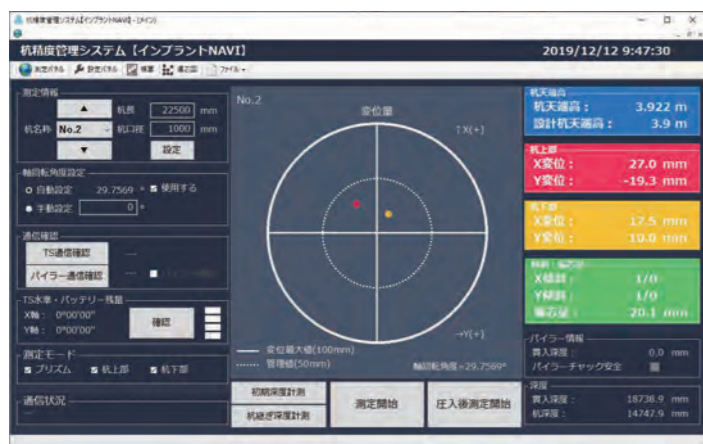 杭精度管理システム【インプラントNAVI】 - [メイン]
杭精度管理システム【インプラントNAVI】
2019/12/12 9:47:30
測定パネル 設定パネル 帳票 偏芯図 ファイル
測定情報
▲
杭長 22500 mm
杭名称 No.2 杭口径 1000 mm
▼
設定
軸回転角度設定
自動設定 29.7569 ° 使用する
手動設定 0 °
通信確認
TS通信確認 ---
パイラー通信確認 ---
TS水準・バッテリー残量
X軸: 0°00'00"
Y軸: 0°00'00"
確認
測定モード
プリズム 杭上部 杭下部
通信状況
---
No.2
変位量
↑X(+)
→Y(+)
変位最大値(100mm)
管理値(50mm)
軸回転角度=29.7569°
初期深度計測
杭継ぎ深度計測
測定開始
圧入後測定開始
杭天端高
杭天端高: 3.922 m
設計杭天端高: 3.9 m
杭上部
X変位: 27.0 mm
Y変位: -19.3 mm
杭下部
X変位: 17.5 mm
Y変位: 10.0 mm
傾斜・偏芯量
X傾斜: 1/0
Y傾斜: 1/0
偏芯量: 20.1 mm
パイラー情報
貫入深度: 0.0 mm
パイラーチャック安全
深度
貫入深度: 18738.9 mm
杭深度: 14747.9 mm